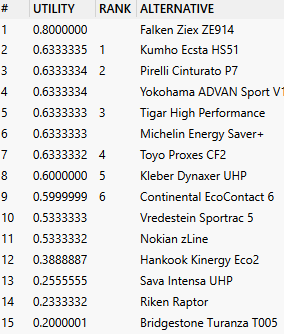 # UTILITY RANK ALTERNATIVE
1 0.8000000 Falken Ziex ZE914
2 0.6333335 1 Kumho Ecsta HS51
3 0.6333334 2 Pirelli Cinturato P7
4 0.6333334 Yokohama ADVAN Sport V1
5 0.6333333 3 Tigar High Performance
6 0.6333333 Michelin Energy Saver+
7 0.6333332 4 Toyo Proxes CF2
8 0.6000000 5 Kleber Dynaxer UHP
9 0.5999999 6 Continental EcoContact 6
10 0.5333333 Vredestein Sportrac 5
11 0.5333332 Nokian zLine
12 0.3888887 Hankook Kinergy Eco2
13 0.2555555 Sava Intensa UHP
14 0.2333332 Riken Raptor
15 0.2000001 Bridgestone Turanza T005